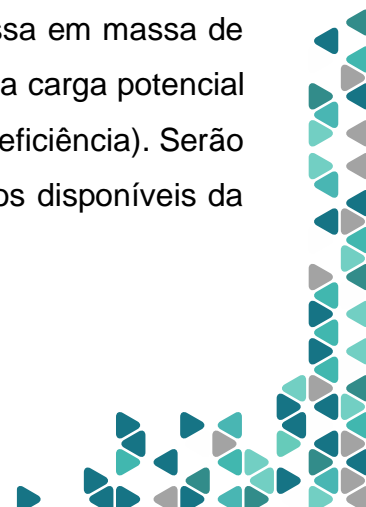 ssa em massa de
a carga potencial
eficiência). Serão
os disponíveis da